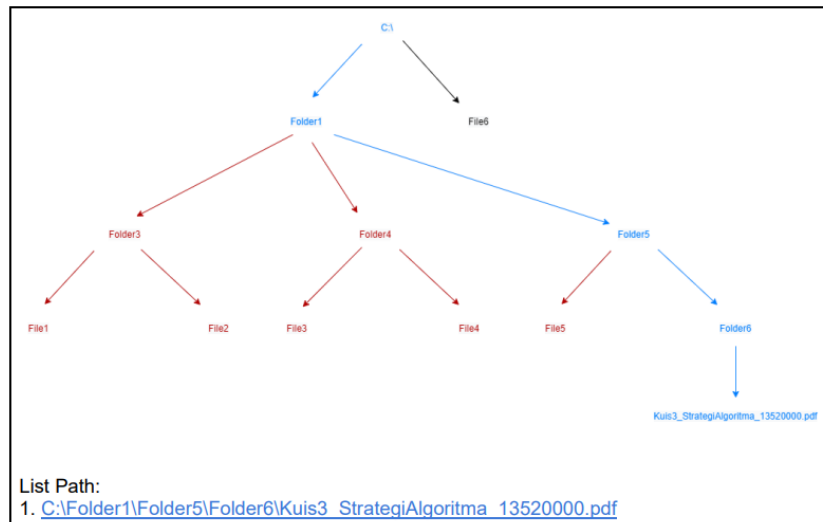 C:\
Folder1
File6
Folder3
Folder4
Folder5
File1
File2
File3
File4
File5
Folder6
Kuis3_StrategiAlgoritma_13520000.pdf
List Path:
1. C:\Folder1\Folder5\Folder6\Kuis3_StrategiAlgoritma_13520000.pdf